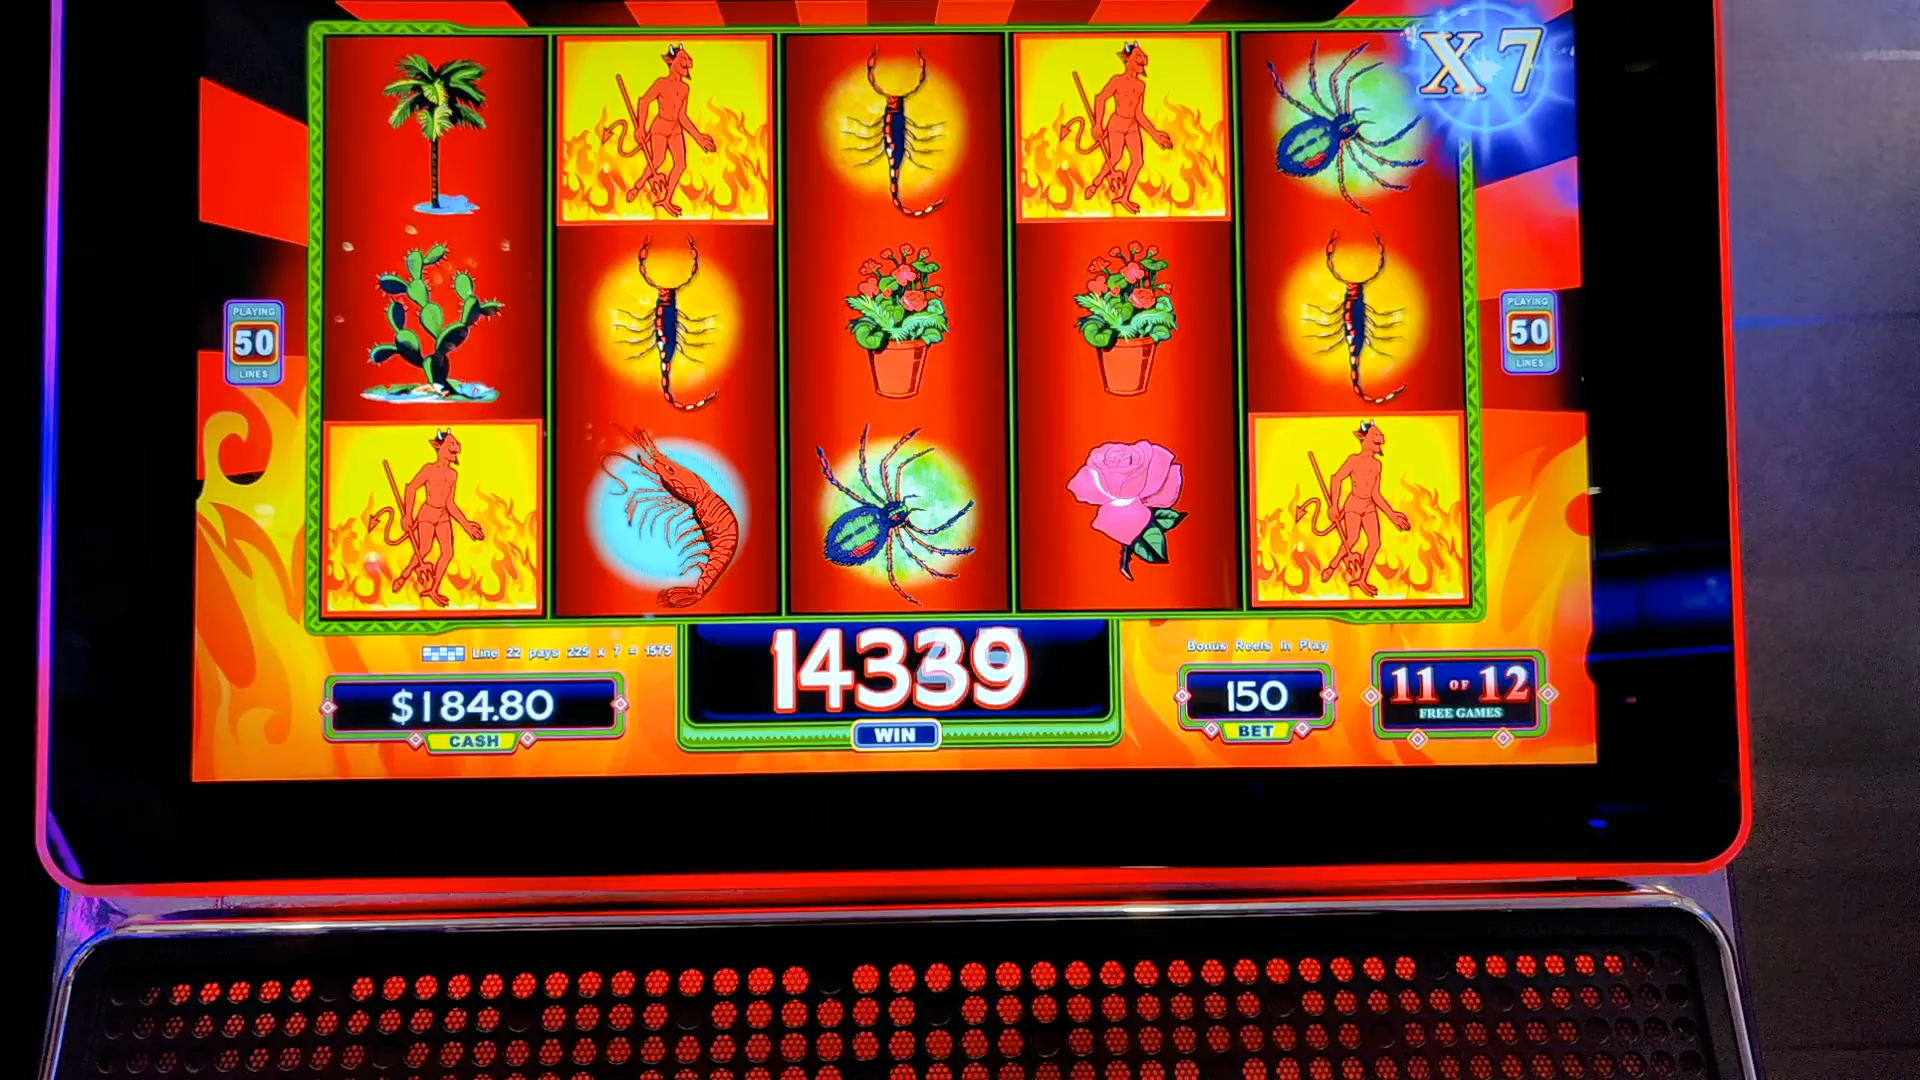 X7
PLAYING
50
LINES
PLAYING
50
LINES
Line 22 pays 225 x 7 = 1575
Bonus Reels In Play
$184.80
CASH
WIN
150
BET
11 OF 12
FREE GAMES